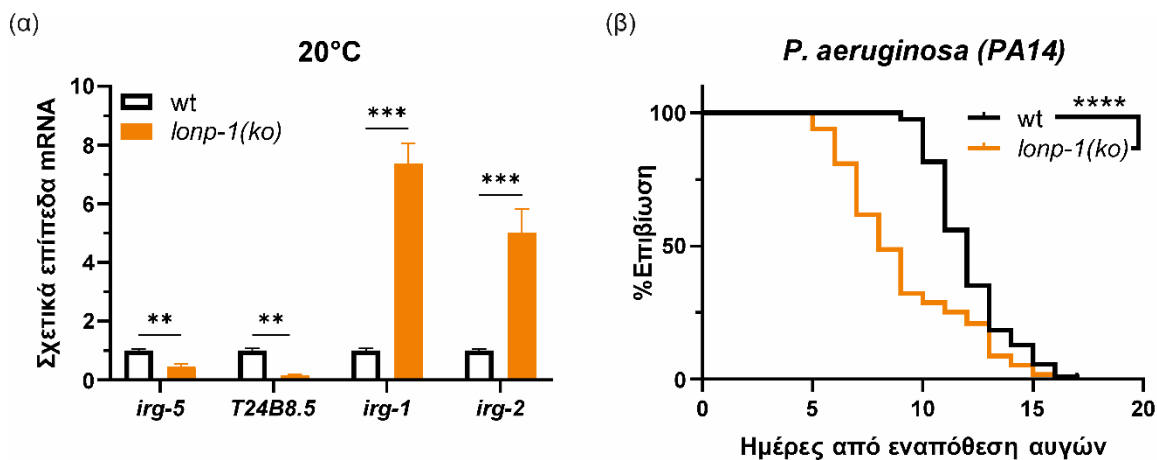 (α)
20°C
Σχετικά επίπεδα mRNA
10
8
6
4
2
0
wt
lonp-1(ko)
**
**
***
***
irg-5
T24B8.5
irg-1
irg-2
(β)
P. aeruginosa (PA14)
%Επιβίωση
100
50
0
wt
lonp-1(ko)
****
0
5
10
15
20
Ημέρες από εναπόθεση αυγών